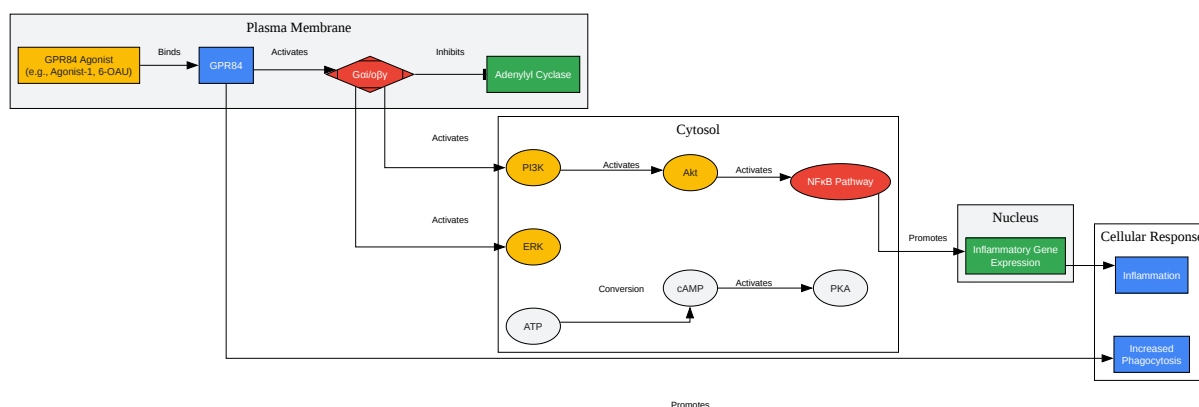 Plasma Membrane
GPR84 Agonist
(e.g., Agonist-1, 6-OAU)
Binds
GPR84
Activates
Gαi/oβγ
Inhibits
Adenylyl Cyclase
Cytosol
Activates
PI3K
Activates
Akt
Activates
NFκB Pathway
Activates
ERK
Conversion
cAMP
Activates
PKA
ATP
Promotes
Nucleus
Inflammatory Gene
Expression
Cellular Response
Inflammation
Increased
Phagocytosis
Promotes